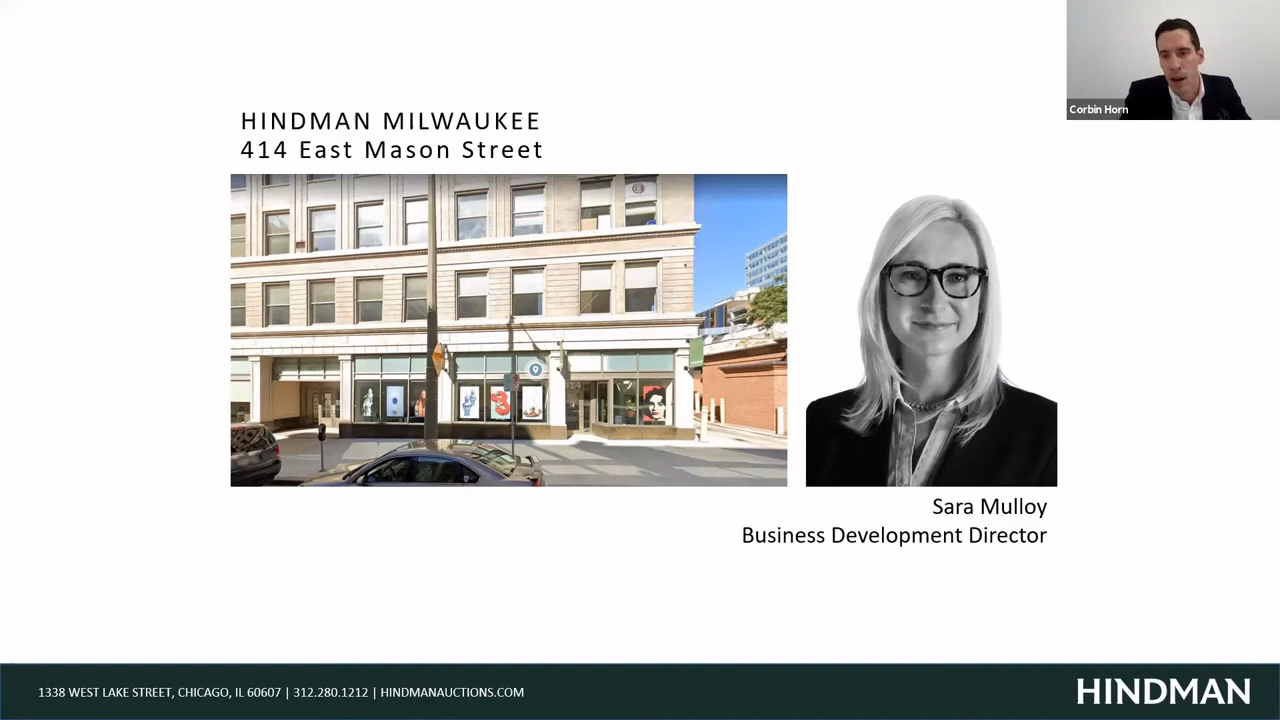 HINDMAN MILWAUKEE
414 East Mason Street
Corbin Horn
Sara Mulloy
Business Development Director
1338 WEST LAKE STREET, CHICAGO, IL 60607 | 312.280.1212 | HINDMANAUCTIONS.COM
HINDMAN